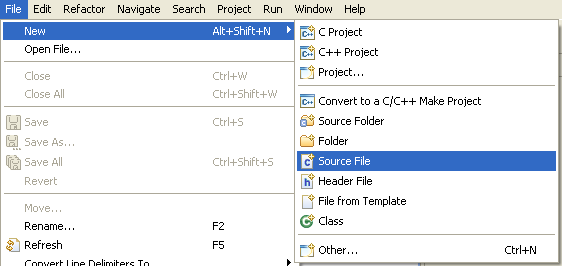 File Edit Refactor Navigate Search Project Run Window Help
New Alt+Shift+N
Open File...
Close Ctrl+W
Close All Ctrl+Shift+W
Save Ctrl+S
Save As...
Save All Ctrl+Shift+S
Revert
Move...
Rename... F2
Refresh F5
Convert Line Delimiters To
C Project
C++ Project
Project...
Convert to a C/C++ Make Project
Source Folder
Folder
Source File
Header File
File from Template
Class
Other... Ctrl+N